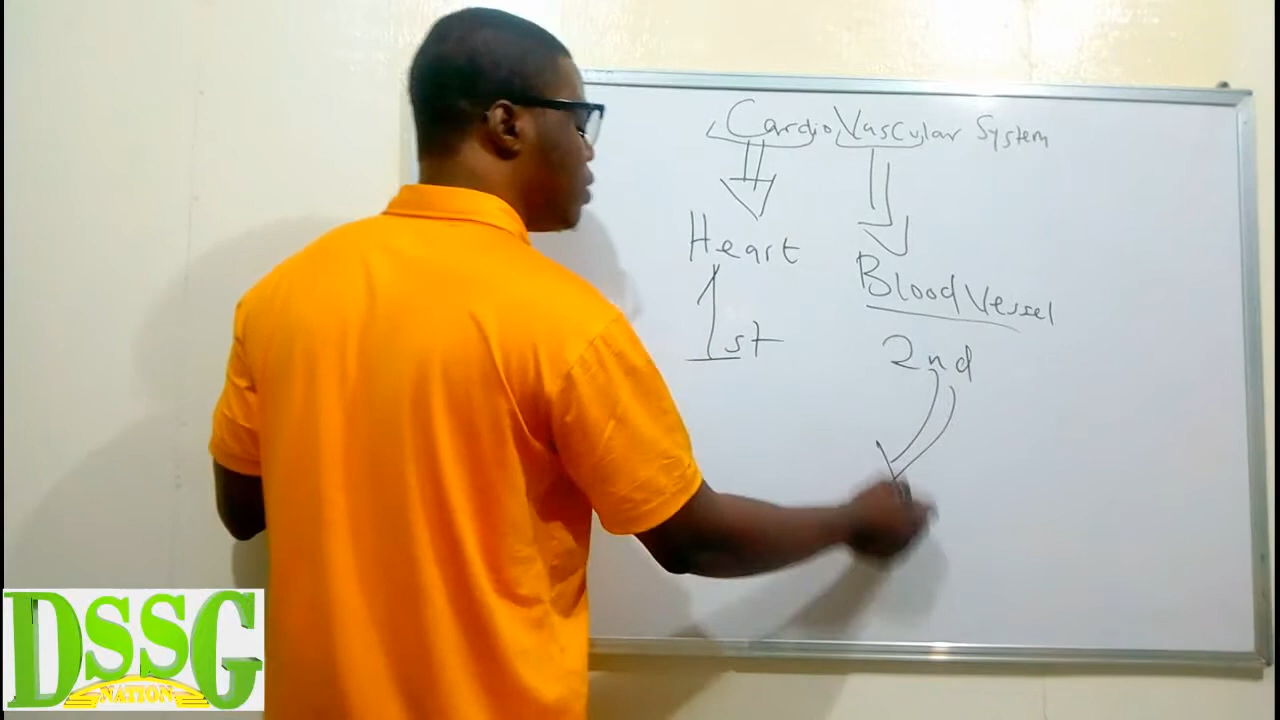 CardioVascular System
Heart
Blood Vessel
1st
2nd
DSSG
NATION